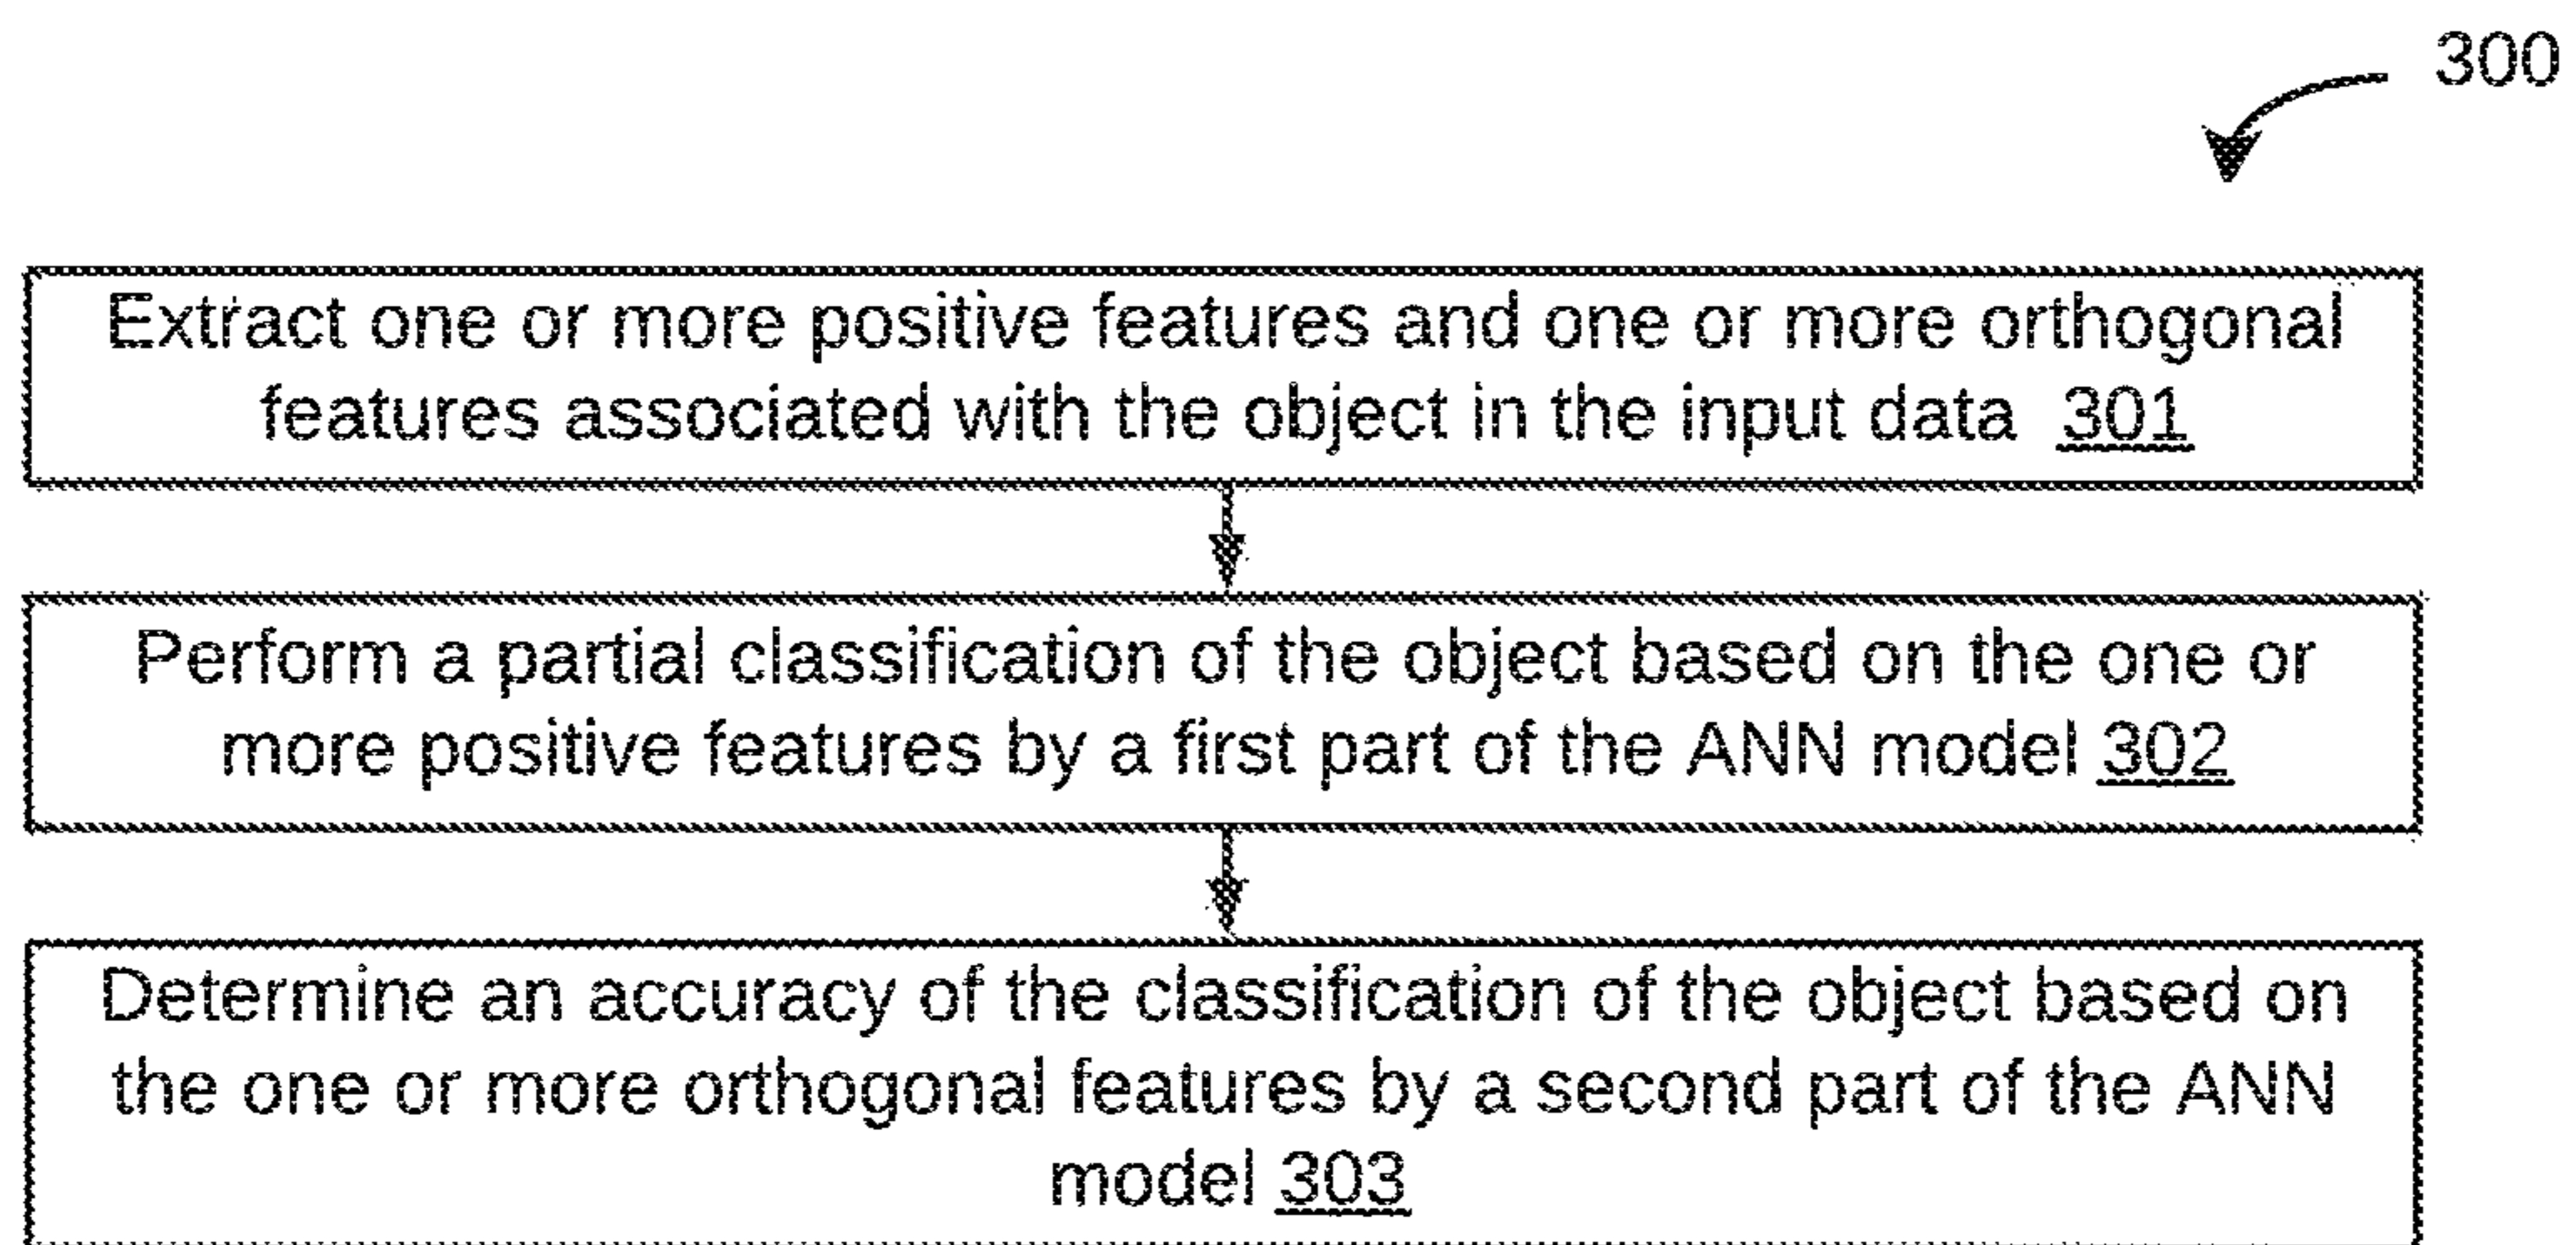 300
Extract one or more positive features and one or more orthogonal
features associated with the object in the input data 301
Perform a partial classification of the object based on the one or
more positive features by a first part of the ANN model 302
Determine an accuracy of the classification of the object based on
the one or more orthogonal features by a second part of the ANN
model 303